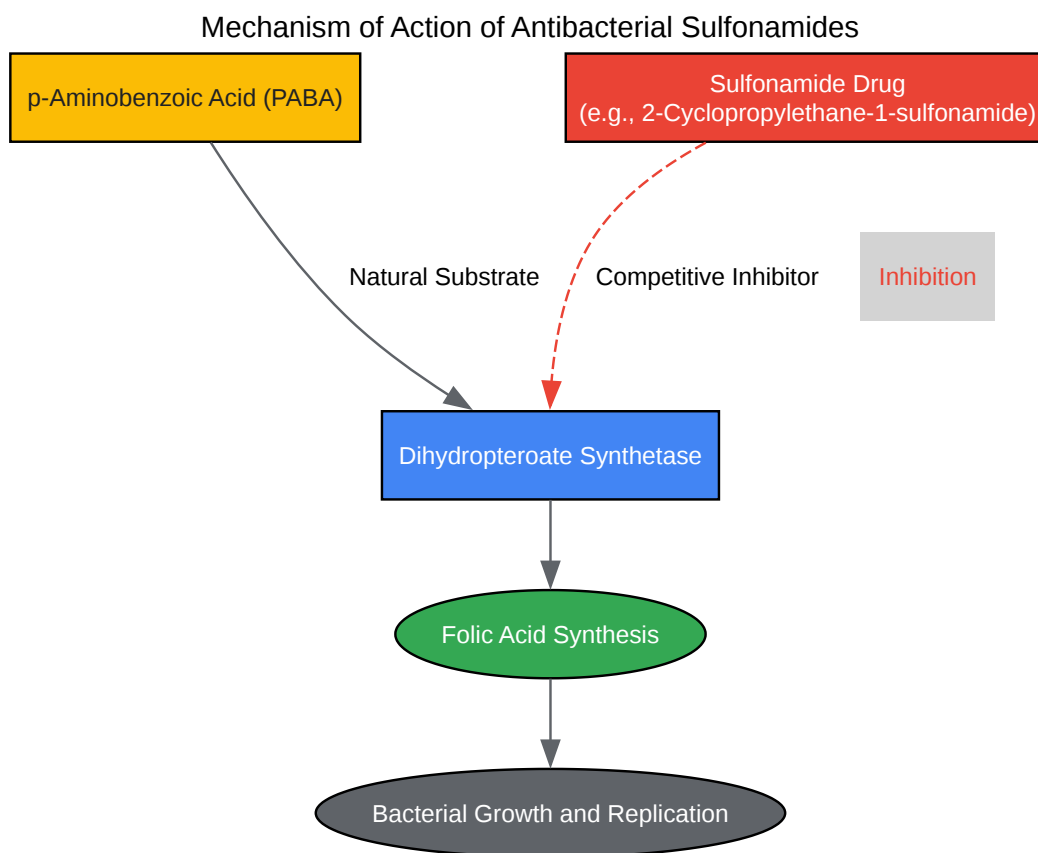 Mechanism of Action of Antibacterial Sulfonamides
p-Aminobenzoic Acid (PABA)
Sulfonamide Drug
(e.g., 2-Cyclopropylethane-1-sulfonamide)
Natural Substrate
Competitive Inhibitor
Inhibition
Dihydropteroate Synthetase
Folic Acid Synthesis
Bacterial Growth and Replication